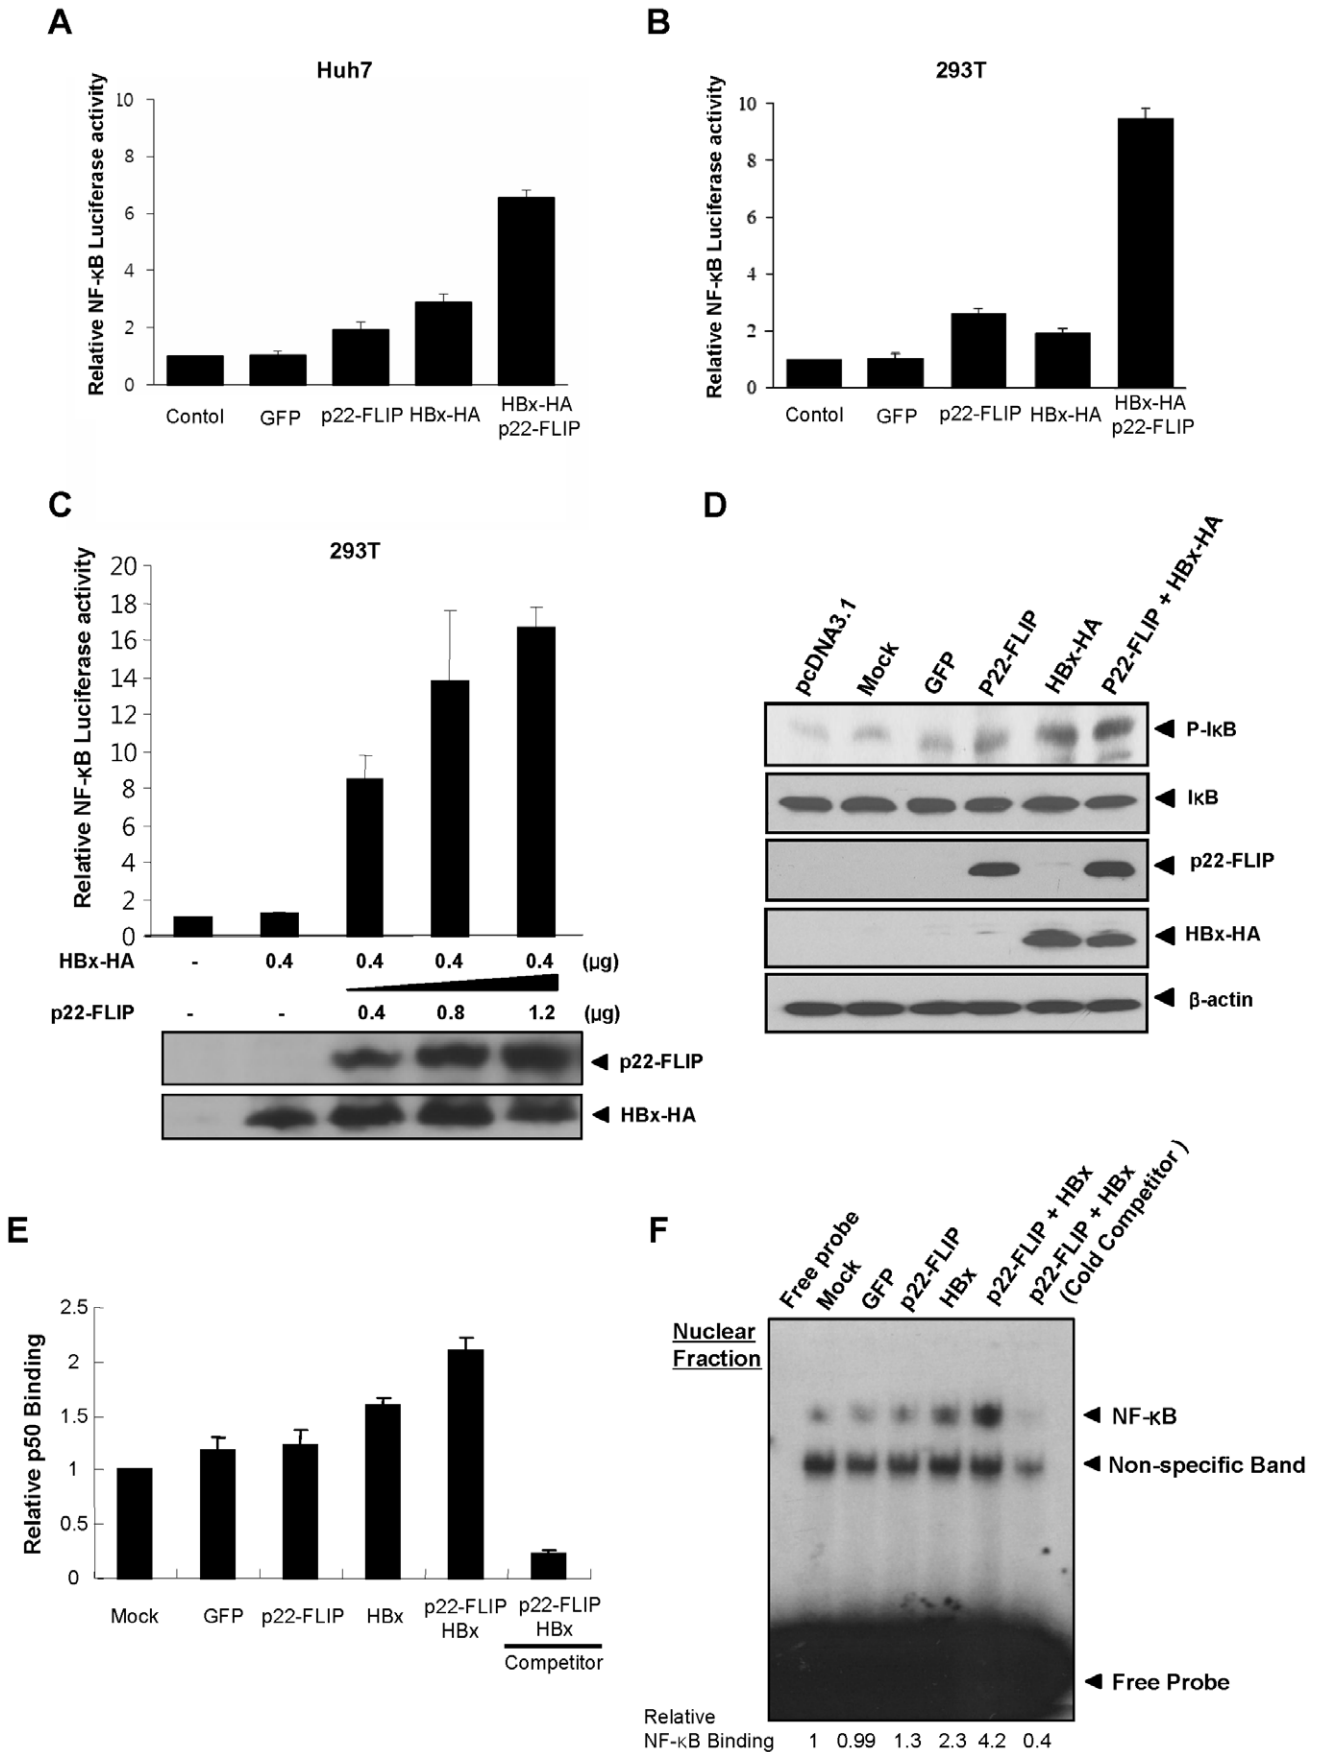 A
Huh7
Relative NF-κB Luciferase activity
10
8
6
4
2
0
Contol
GFP
p22-FLIP
HBx-HA
HBx-HA
p22-FLIP
B
293T
Relative NF-κB Luciferase activity
10
8
6
4
2
0
Contol
GFP
p22-FLIP
HBx-HA
HBx-HA
p22-FLIP
C
293T
Relative NF-κB Luciferase activity
20
18
16
14
12
10
8
6
4
2
0
HBx-HA - 0.4 0.4 0.4 0.4 (μg)
p22-FLIP - - 0.4 0.8 1.2 (μg)
p22-FLIP
HBx-HA
D
pcDNA3.1
Mock
GFP
P22-FLIP
HBx-HA
P22-FLIP + HBx-HA
P-IκB
IκB
p22-FLIP
HBx-HA
β-actin
E
Relative p50 Binding
2.5
2
1.5
1
0.5
0
Mock
GFP
p22-FLIP
HBx
p22-FLIP
HBx
p22-FLIP
HBx
Competitor
F
Free probe
Mock
GFP
p22-FLIP
HBx
p22-FLIP + HBx
p22-FLIP + HBx
(Cold Competitor )
Nuclear
Fraction
NF-κB
Non-specific Band
Free Probe
Relative
NF-κB Binding 1 0.99 1.3 2.3 4.2 0.4